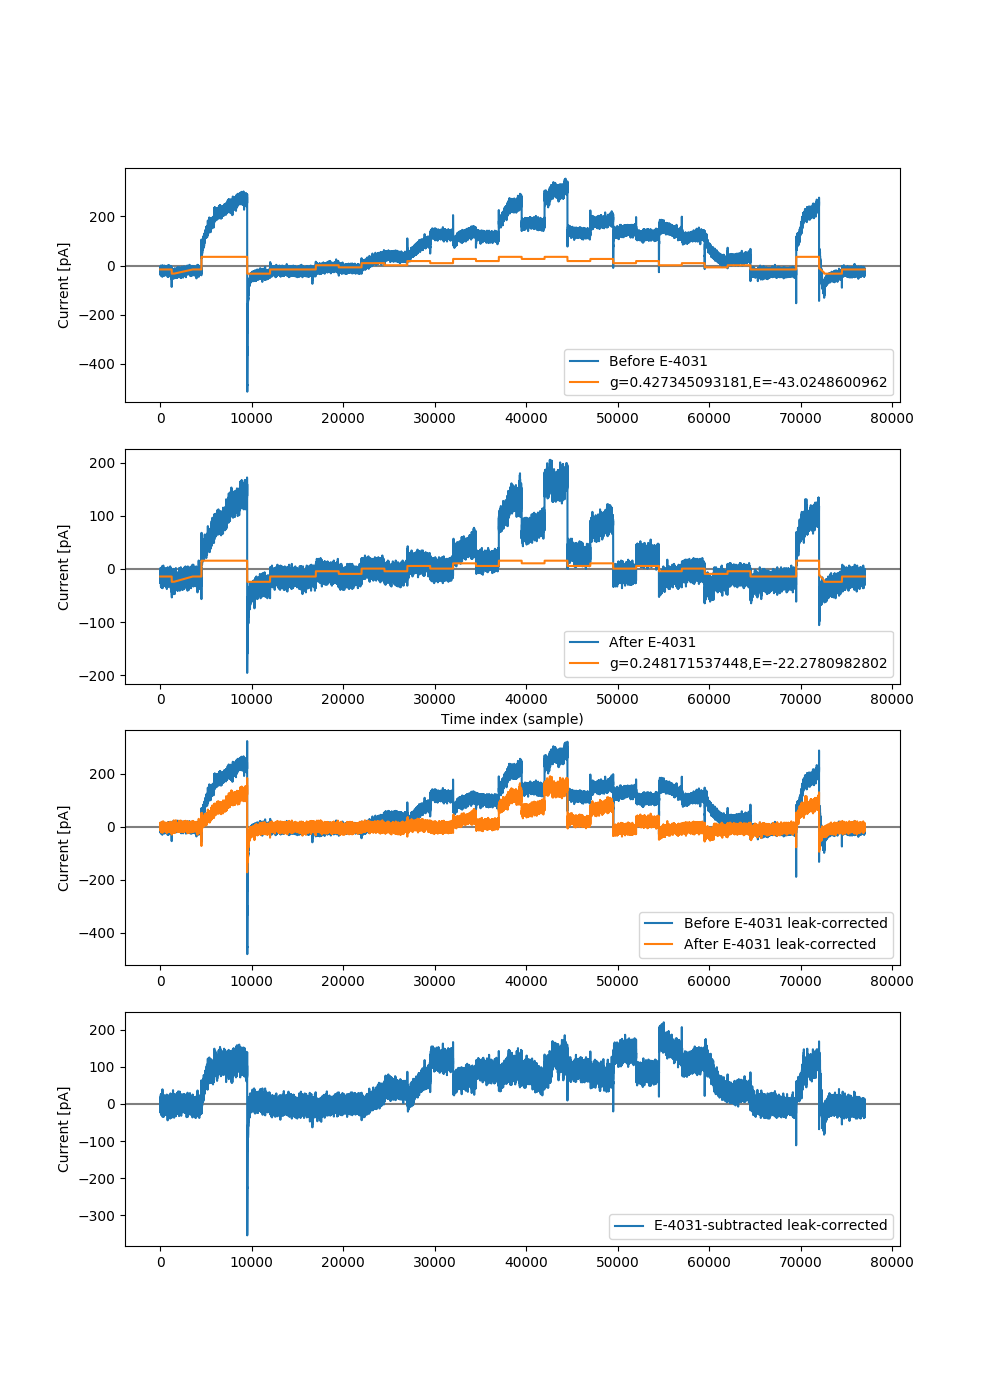 Current [pA]
200
0
−200
−400
Before E-4031
g=0.427345093181,E=-43.0248600962
0 10000 20000 30000 40000 50000 60000 70000 80000
Current [pA]
200
100
0
−100
−200
After E-4031
g=0.248171537448,E=-22.2780982802
0 10000 20000 30000 40000 50000 60000 70000 80000
Time index (sample)
Current [pA]
200
0
−200
−400
Before E-4031 leak-corrected
After E-4031 leak-corrected
0 10000 20000 30000 40000 50000 60000 70000 80000
Current [pA]
200
100
0
−100
−200
−300
E-4031-subtracted leak-corrected
0 10000 20000 30000 40000 50000 60000 70000 80000